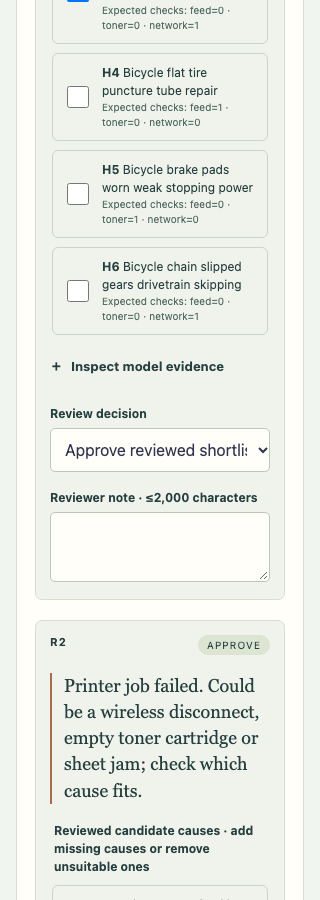 Expected checks: feed=0 ·
toner=0 · network=1
H4 Bicycle flat tire
puncture tube repair
Expected checks: feed=1 ·
toner=0 · network=0
H5 Bicycle brake pads
worn weak stopping power
Expected checks: feed=0 ·
toner=1 · network=0
H6 Bicycle chain slipped
gears drivetrain skipping
Expected checks: feed=0 ·
toner=0 · network=1
+ Inspect model evidence
Review decision
Approve reviewed shortli
Reviewer note · ≤2,000 characters
R2
APPROVE
Printer job failed. Could
be a wireless disconnect,
empty toner cartridge or
sheet jam; check which
cause fits.
Reviewed candidate causes · add
missing causes or remove
unsuitable ones